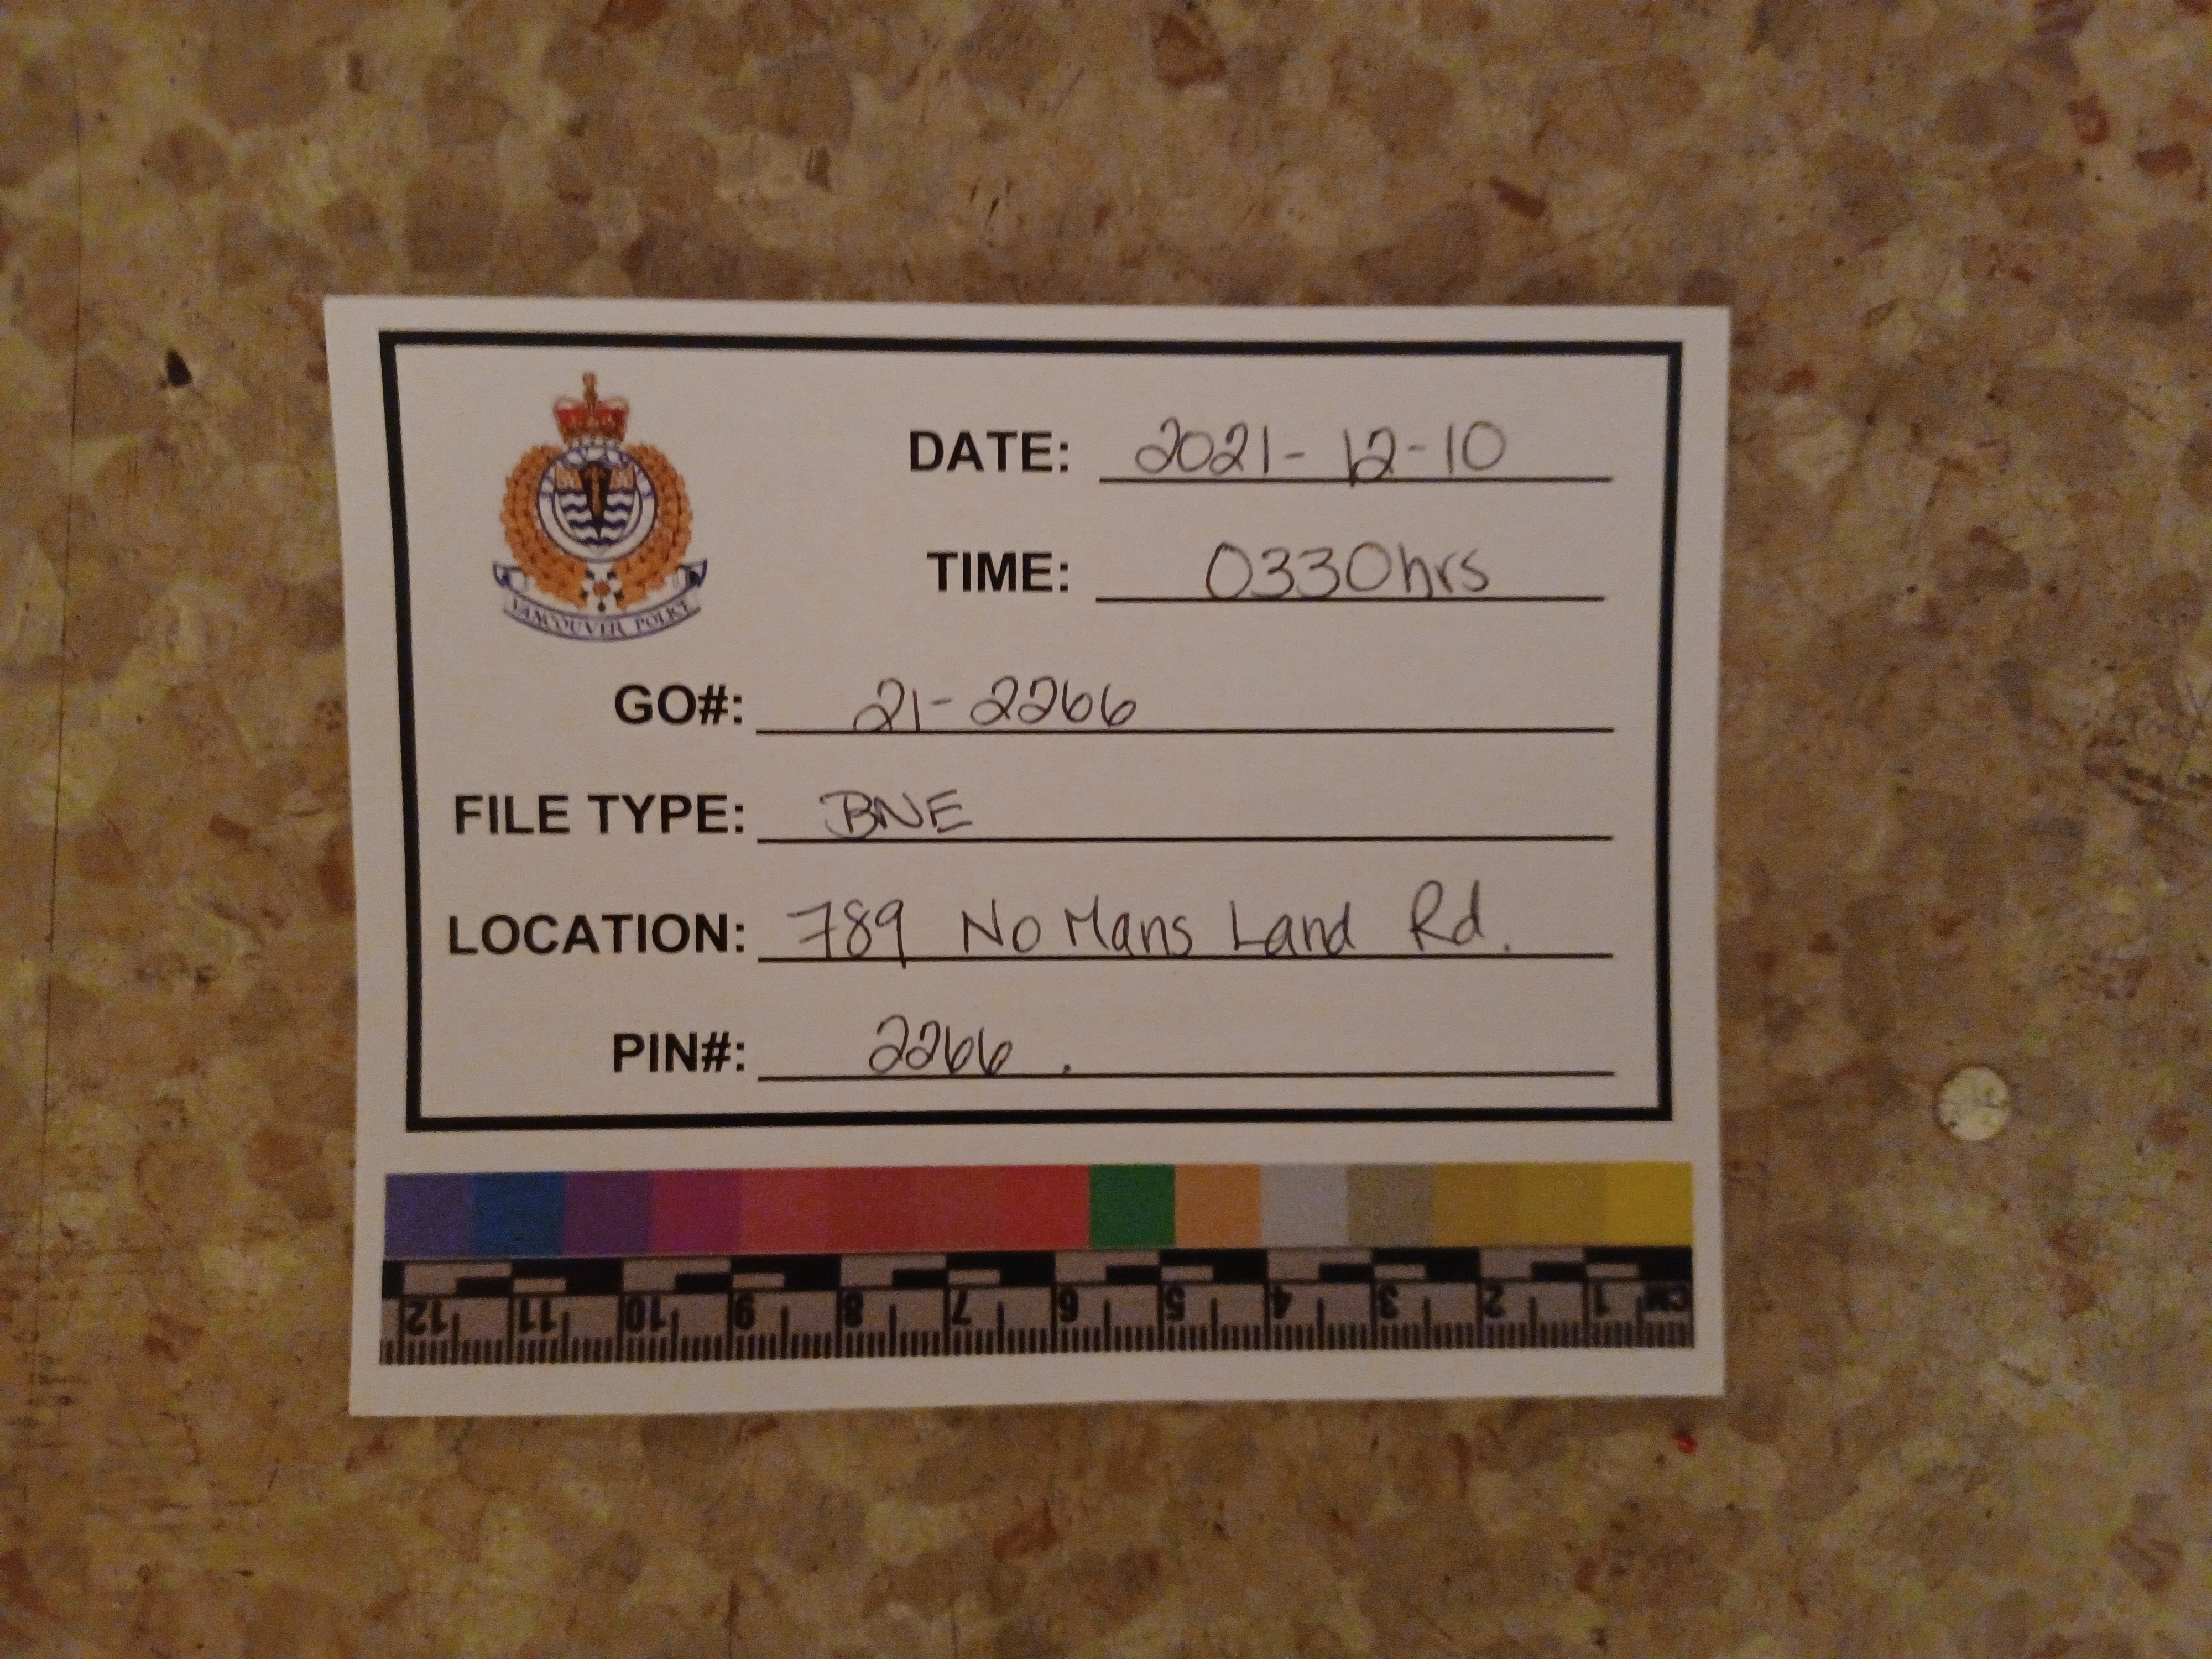 VANCOUVER POLICE
DATE: 2021-12-10
TIME: 0330hrs
GO#: 21-2266
FILE TYPE: BNE
LOCATION: 789 No Mans Land Rd.
PIN#: 2266.
12 11 10 9 8 7 6 5 4 3 2 1 CM